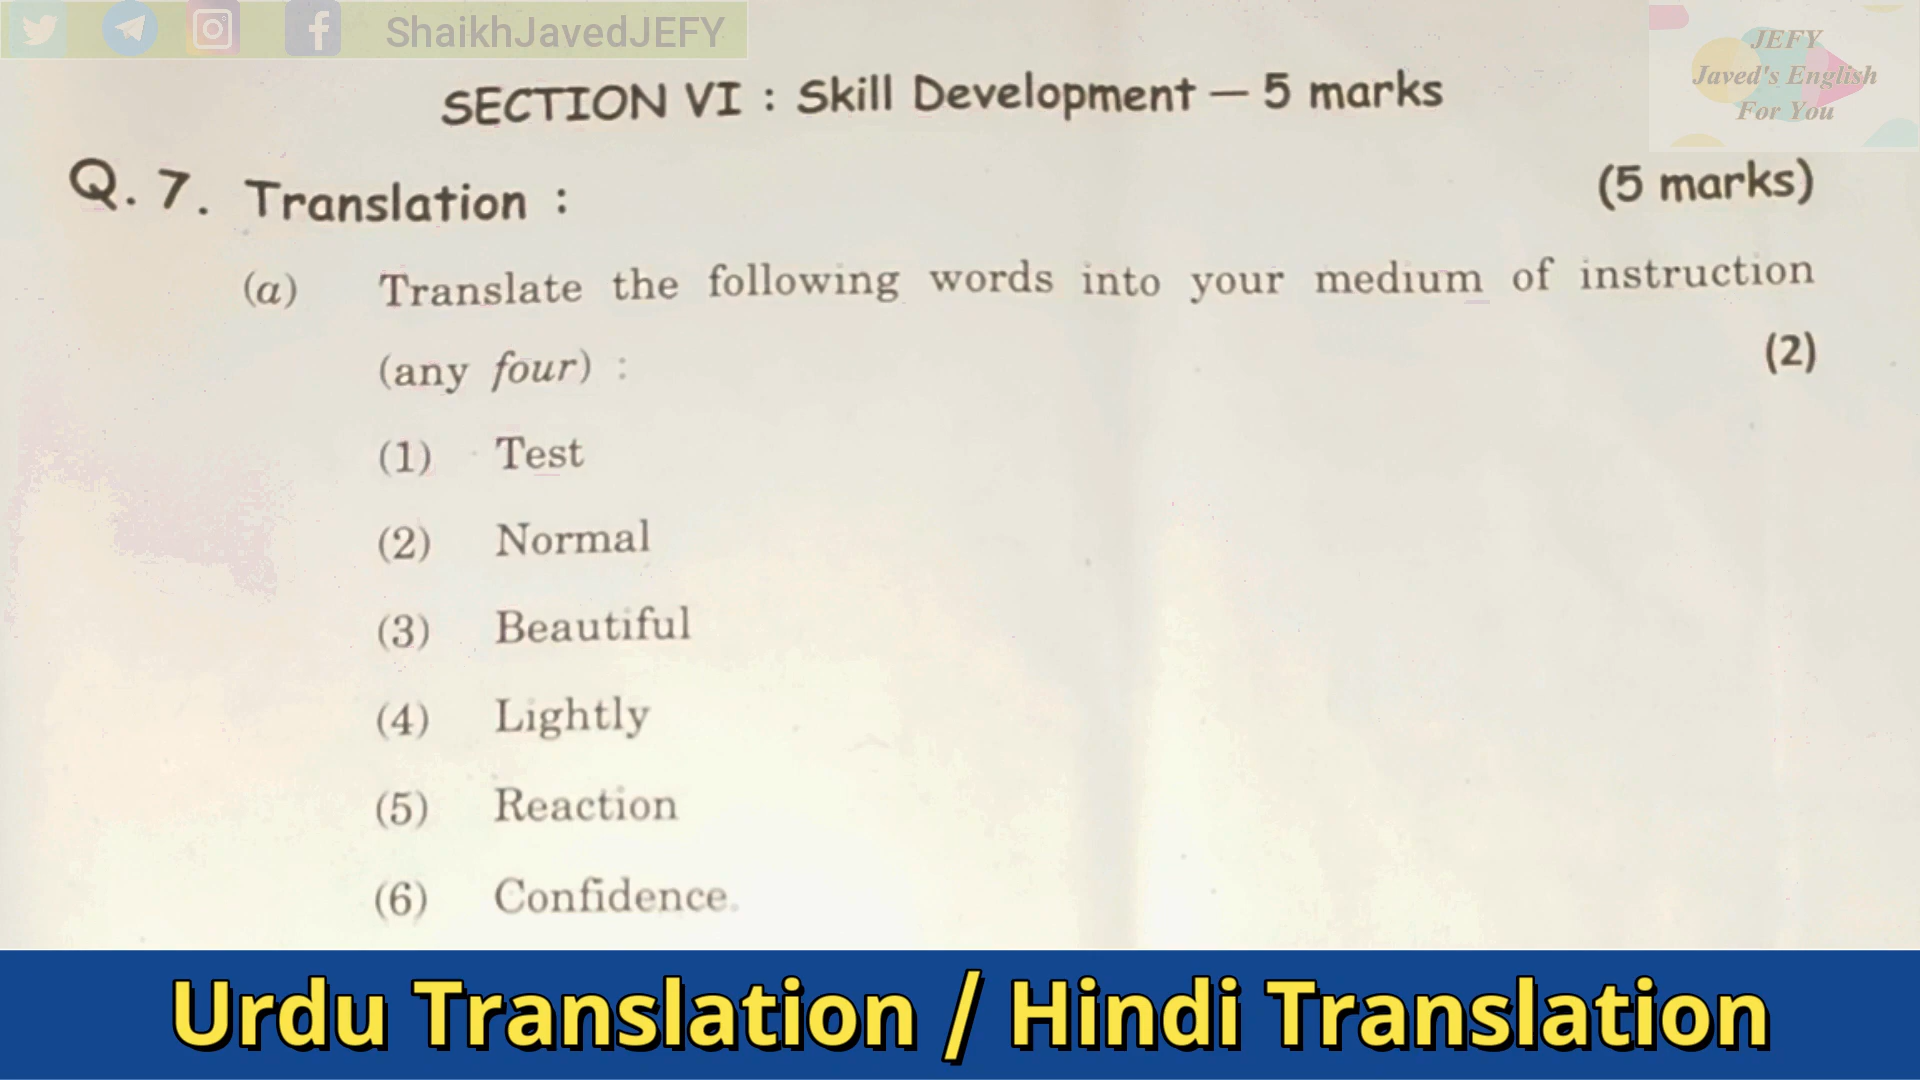 ShaikhJavedJEFY
JEFY
Javed's English
For You
SECTION VI : Skill Development — 5 marks
Q. 7. Translation : (5 marks)
(a) Translate the following words into your medium of instruction
(any four) : (2)
(1) Test
(2) Normal
(3) Beautiful
(4) Lightly
(5) Reaction
(6) Confidence.
Urdu Translation / Hindi Translation